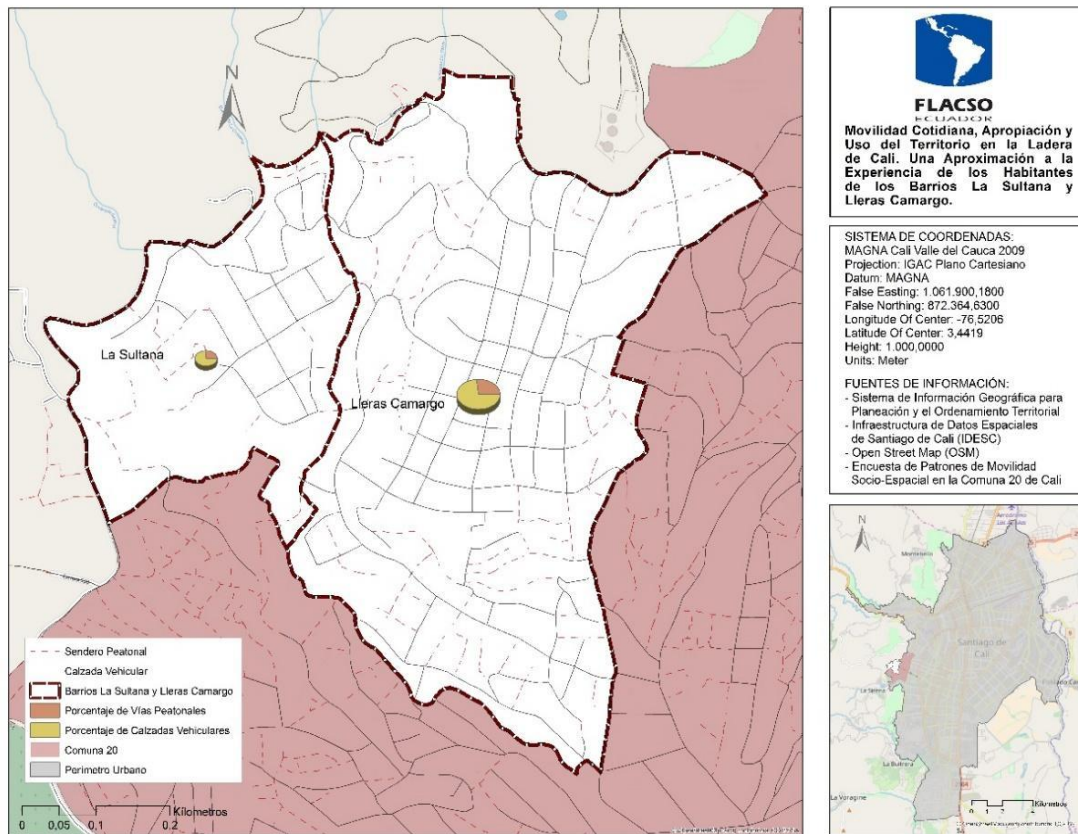 N
La Sultana
Lleras Camargo
Sendero Peatonal
Calzada Vehicular
Barrios La Sultana y Lleras Camargo
Porcentaje de Vías Peatonales
Porcentaje de Calzadas Vehiculares
Comuna 20
Perimetro Urbano
0 0,05 0,1 0,2
Kilometros
FLACSO
ECUADOR
Movilidad Cotidiana, Apropiación y
Uso del Territorio en la Ladera
de Cali. Una Aproximación a la
Experiencia de los Habitantes
de los Barrios La Sultana y
Lleras Camargo.
SISTEMA DE COORDENADAS:
MAGNA Cali Valle del Cauca 2009
Projection: IGAC Plano Cartesiano
Datum: MAGNA
False Easting: 1.061.900,1800
False Northing: 872.364,6300
Longitude Of Center: -76,5206
Latitude Of Center: 3,4419
Height: 1.000,0000
Units: Meter
FUENTES DE INFORMACIÓN:
- Sistema de Información Geográfica para
Planeación y el Ordenamiento Territorial
- Infraestructura de Datos Espaciales
de Santiago de Cali (IDESC)
- Open Street Map (OSM)
- Encuesta de Patrones de Movilidad
Socio-Espacial en la Comuna 20 de Cali
N
Santiago
de Cali
La Buitrera
La Voragine